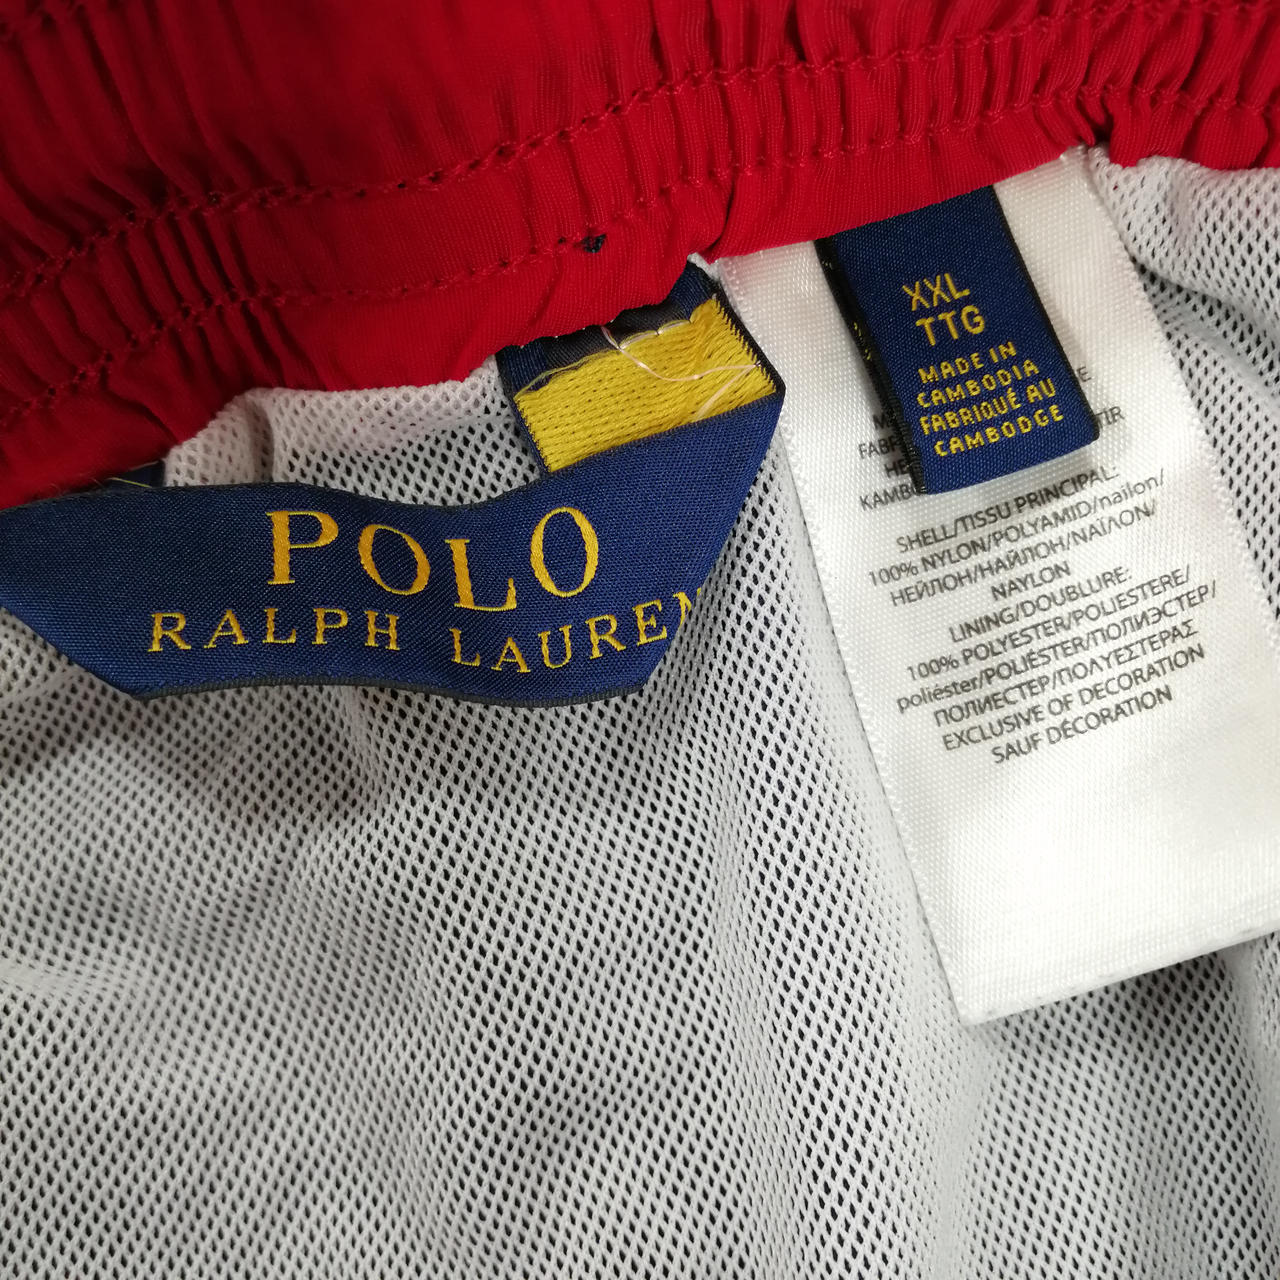 POLO
RALPH LAUREN
XXL
TTG
MADE IN
CAMBODIA
FABRIQUÉ AU
CAMBODGE
SHELL/TISSU PRINCIPAL:
100% NYLON/POLYAMID/nailon/
НЕЙЛОН/НАЙЛОН/ΝΑΪΛΟΝ/
NAYLON
LINING/DOUBLURE:
100% POLYESTER/POLIESTERE/
poliéster/POLIÉSTER/ПОЛИЭСТЕР/
ПОЛИЕСТЕР/ΠΟΛΥΕΣΤΕΡΑΣ
EXCLUSIVE OF DECORATION
SAUF DÉCORATION